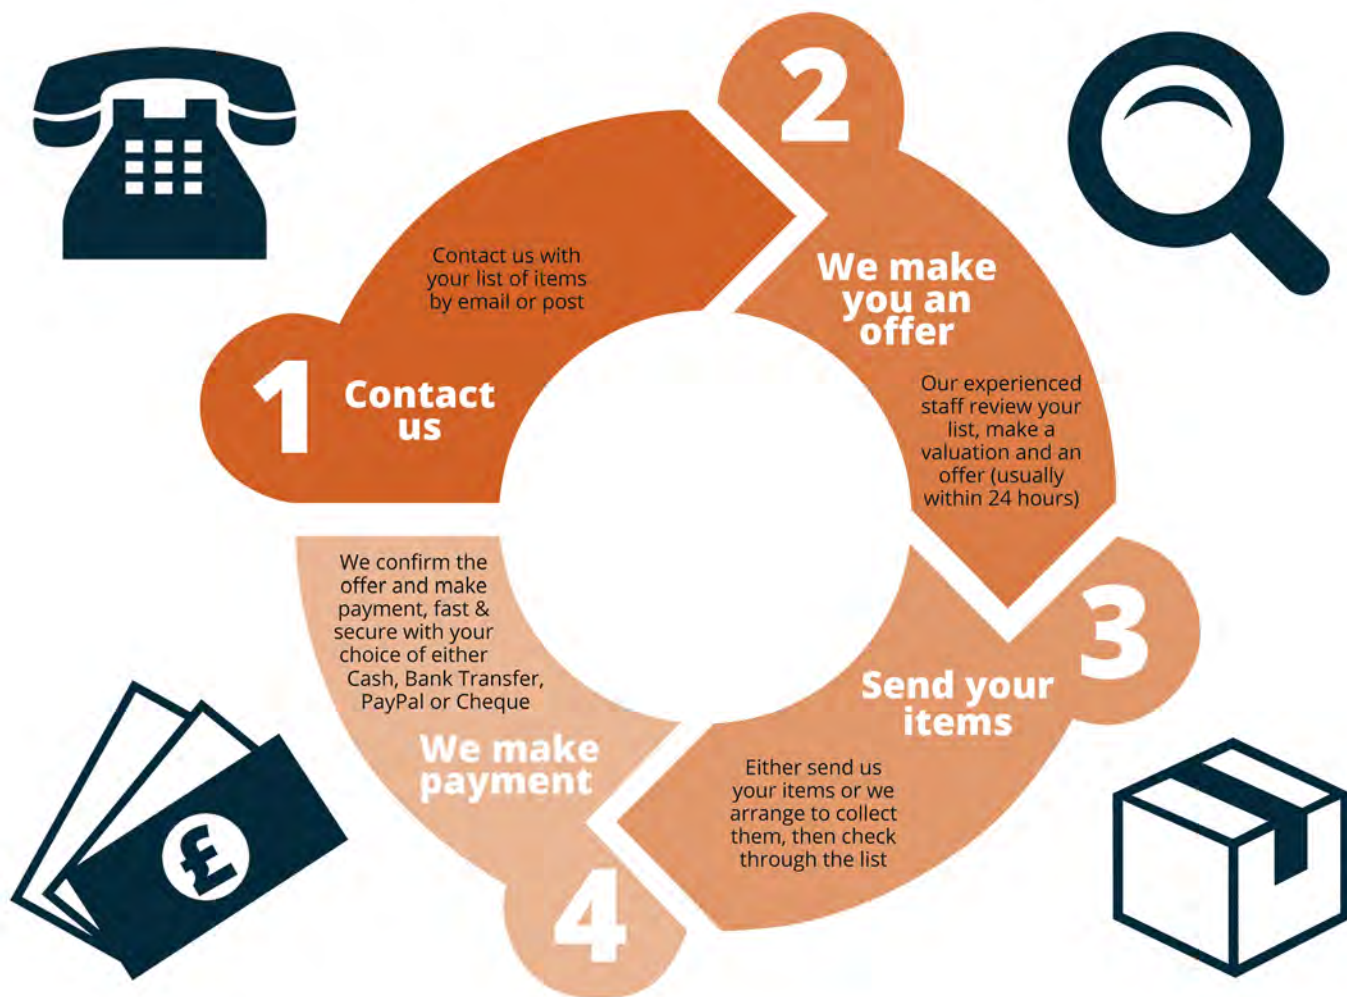 1
Contact
us
Contact us with
your list of items
by email or post
2
We make
you an
offer
Our experienced
staff review your
list, make a
valuation and an
offer (usually
within 24 hours)
3
Send your
items
Either send us
your items or we
arrange to collect
them, then check
through the list
4
We make
payment
We confirm the
offer and make
payment, fast &
secure with your
choice of either
Cash, Bank Transfer,
PayPal or Cheque
£